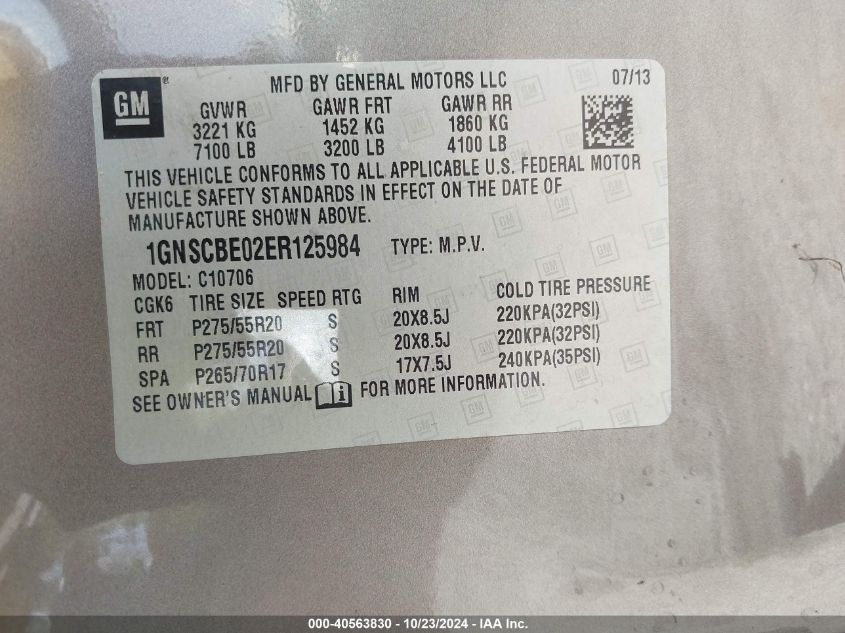 GM ® MFD BY GENERAL MOTORS LLC 07/13
GVWR GAWR FRT GAWR RR
3221 KG 1452 KG 1860 KG
7100 LB 3200 LB 4100 LB
THIS VEHICLE CONFORMS TO ALL APPLICABLE U.S. FEDERAL MOTOR
VEHICLE SAFETY STANDARDS IN EFFECT ON THE DATE OF
MANUFACTURE SHOWN ABOVE.
1GNSCBE02ER125984 TYPE: M.P.V.
MODEL: C10706
CGK6 TIRE SIZE SPEED RTG RIM COLD TIRE PRESSURE
FRT P275/55R20 S 20X8.5J 220KPA(32PSI)
RR P275/55R20 S 20X8.5J 220KPA(32PSI)
SPA P265/70R17 S 17X7.5J 240KPA(35PSI)
SEE OWNER'S MANUAL i FOR MORE INFORMATION.
000-40563830 - 10/23/2024 - IAA Inc.